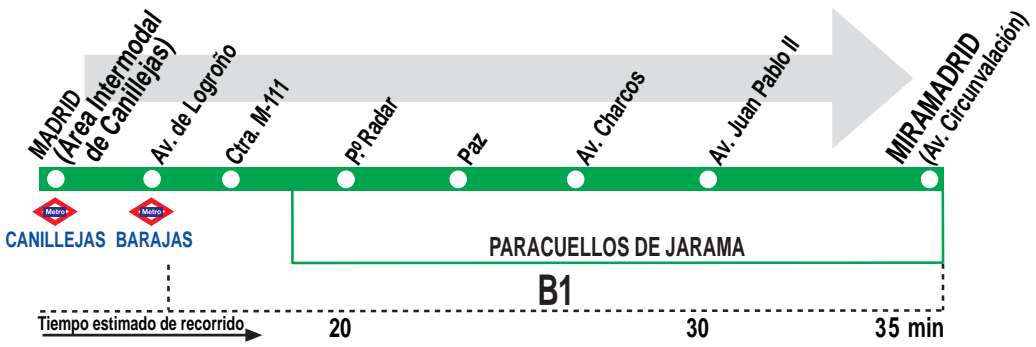 MADRID
(Área Intermodal
de Canillejas)
Av. de Logroño
Ctra. M-111
P.º Radar
Paz
Av. Charcos
Av. Juan Pablo II
MIRAMADRID
(Av. Circunvalación)
Metro
Metro
CANILLEJAS
BARAJAS
PARACUELLOS DE JARAMA
B1
Tiempo estimado de recorrido
20
30
35 min